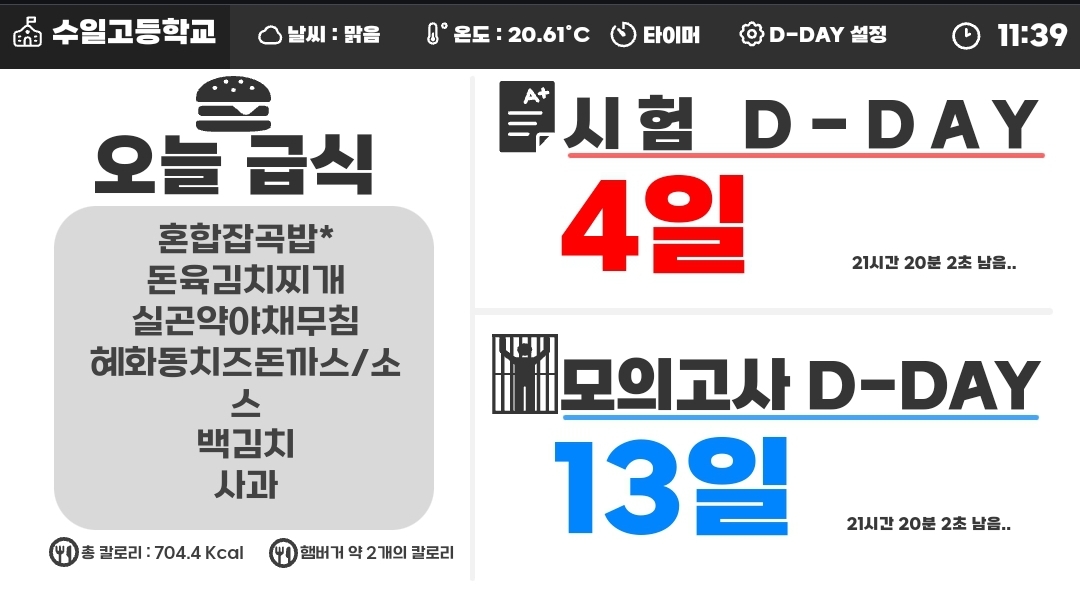 수일고등학교
날씨 : 맑음
온도 : 20.61°C
타이머
D-DAY 설정
11:39
오늘 급식
혼합잡곡밥*
돈육김치찌개
실곤약야채무침
혜화동치즈돈까스/소
스
백김치
사과
총 칼로리 : 704.4 Kcal
햄버거 약 2개의 칼로리
A+
시험 D-DAY
4일
21시간 20분 2초 남음..
모의고사 D-DAY
13일
21시간 20분 2초 남음..